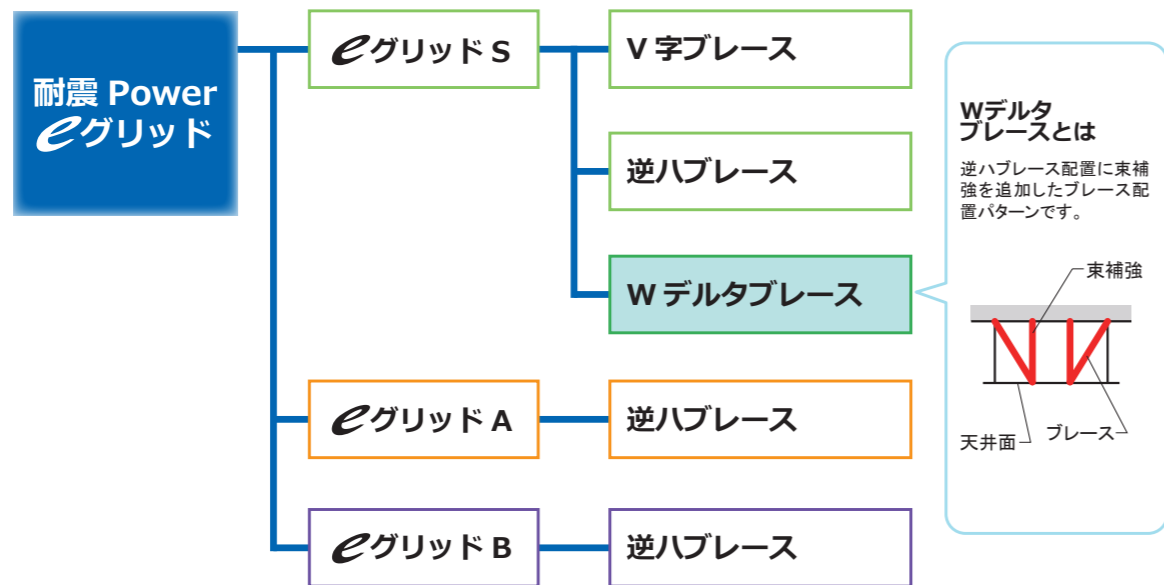 耐震 Power
eグリッド
eグリッド S
V 字ブレース
逆ハブレース
W デルタブレース
eグリッド A
逆ハブレース
eグリッド B
逆ハブレース
Wデルタ
ブレースとは
逆ハブレース配置に束補
強を追加したブレース配
置パターンです。
束補強
天井面
ブレース